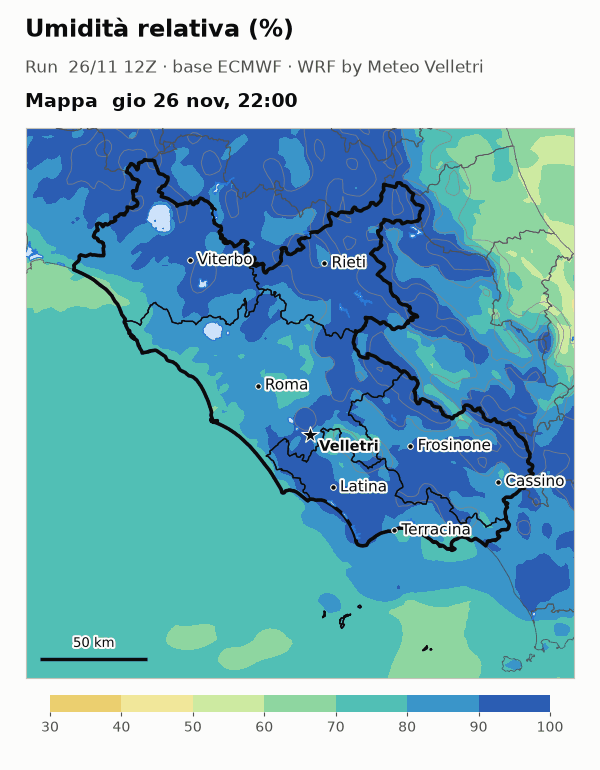 Umidità relativa (%)
Run  26/11 12Z · base ECMWF · WRF by Meteo Velletri
Mappa  gio 26 nov, 22:00
Viterbo
Rieti
Roma
Velletri
Frosinone
Cassino
Latina
Terracina
50 km
30 40 50 60 70 80 90 100